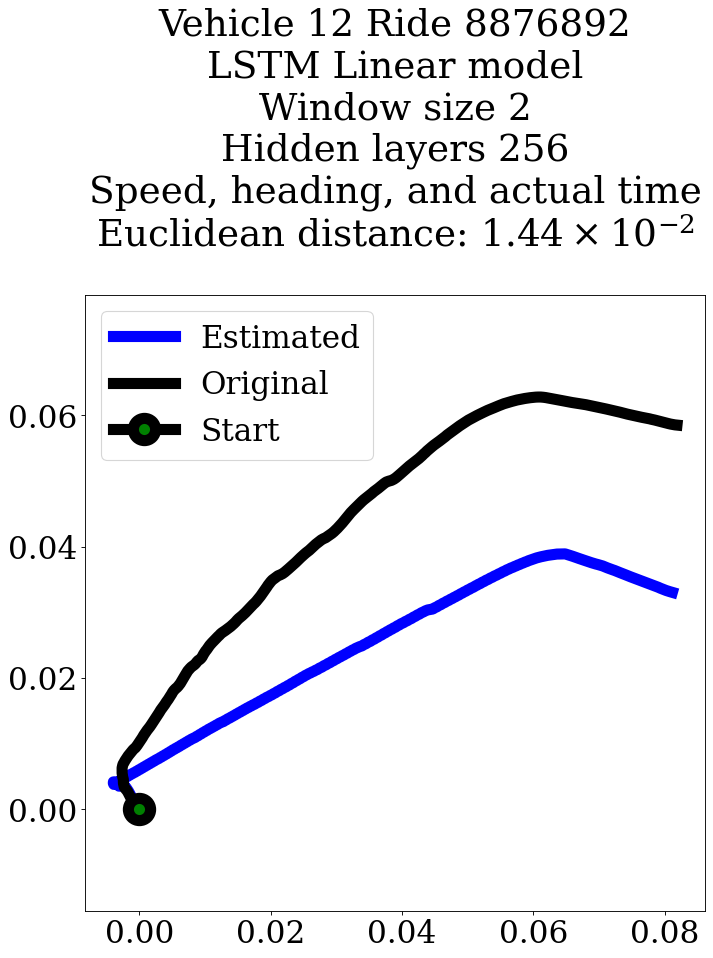 Vehicle 12 Ride 8876892
LSTM Linear model
Window size 2
Hidden layers 256
Speed, heading, and actual time
Euclidean distance: 1.44 × 10⁻²
Estimated
Original
Start
0.06
0.04
0.02
0.00
0.00 0.02 0.04 0.06 0.08